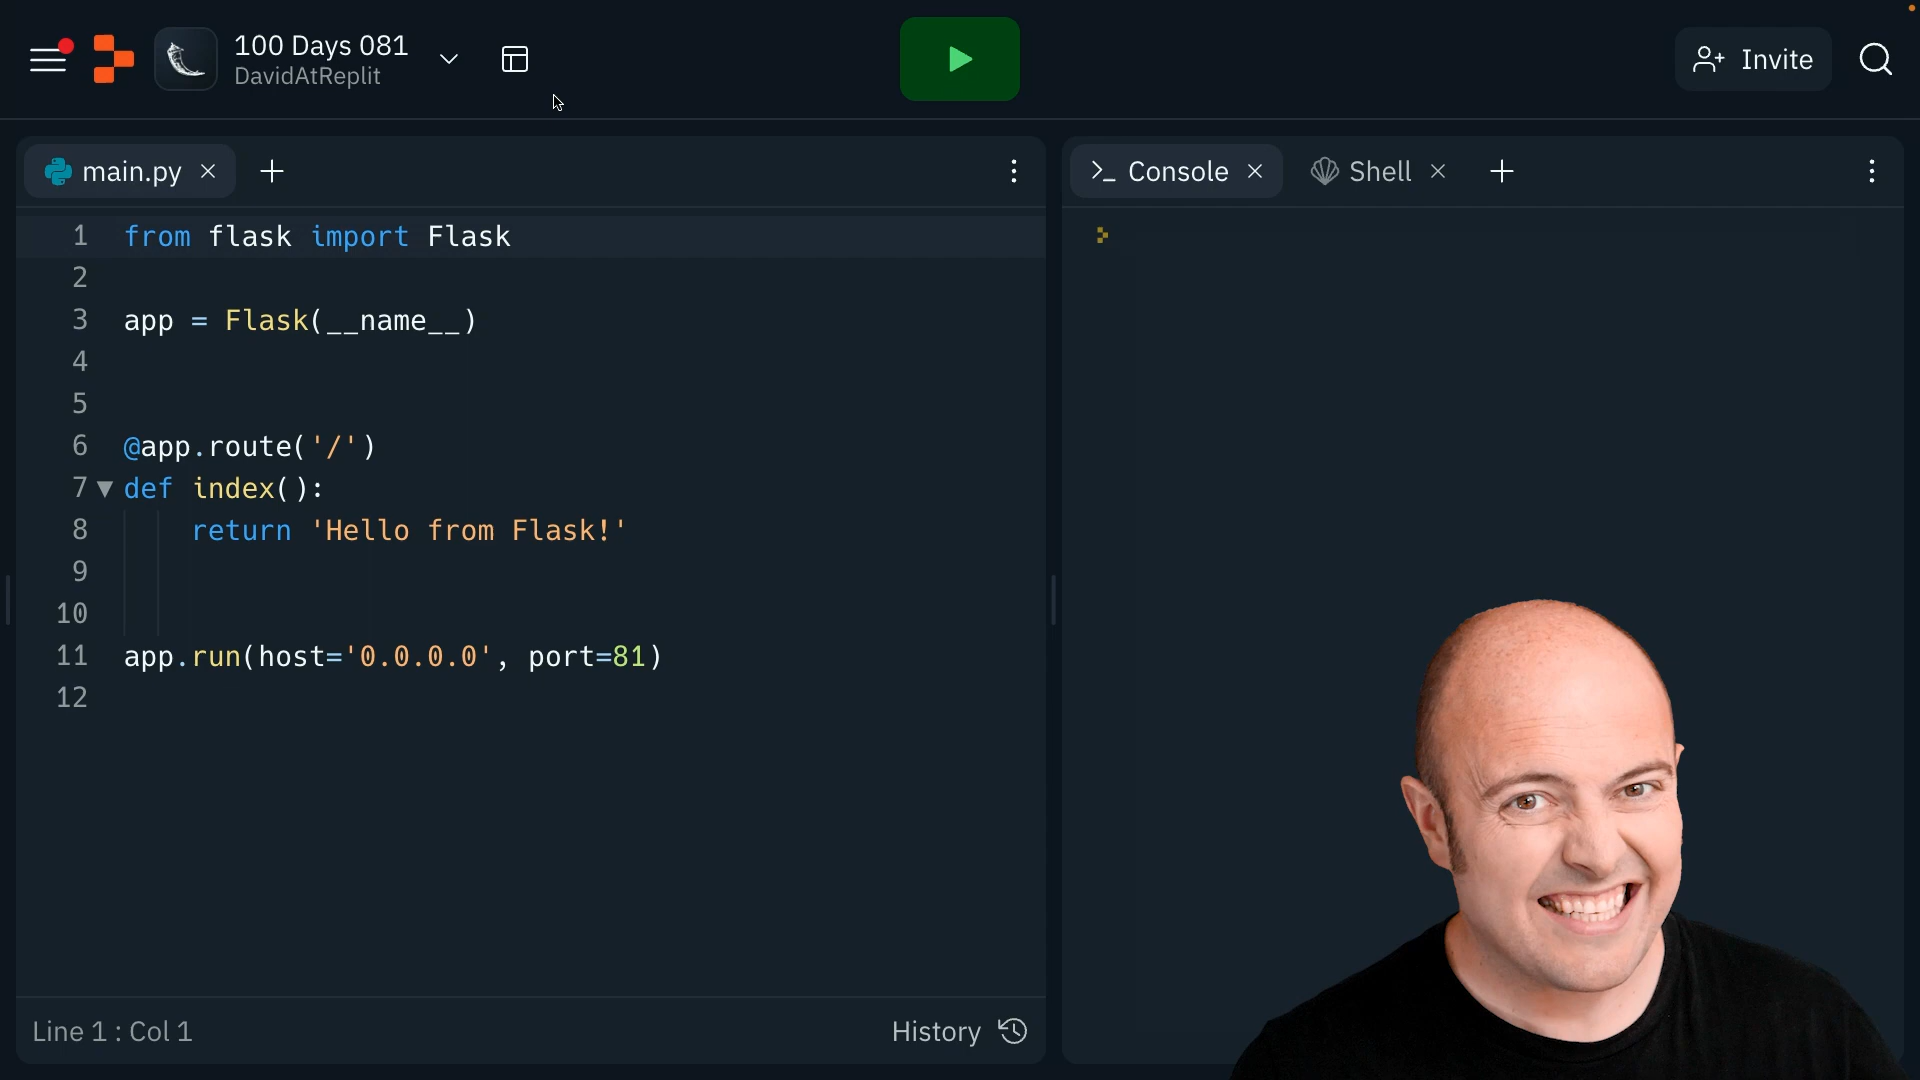 100 Days 081
DavidAtReplit
Invite
main.py
1 from flask import Flask
2
3 app = Flask(__name__)
4
5
6 @app.route('/')
7 def index():
8 return 'Hello from Flask!'
9
10
11 app.run(host='0.0.0.0', port=81)
12
Line 1 : Col 1
History
Console
Shell